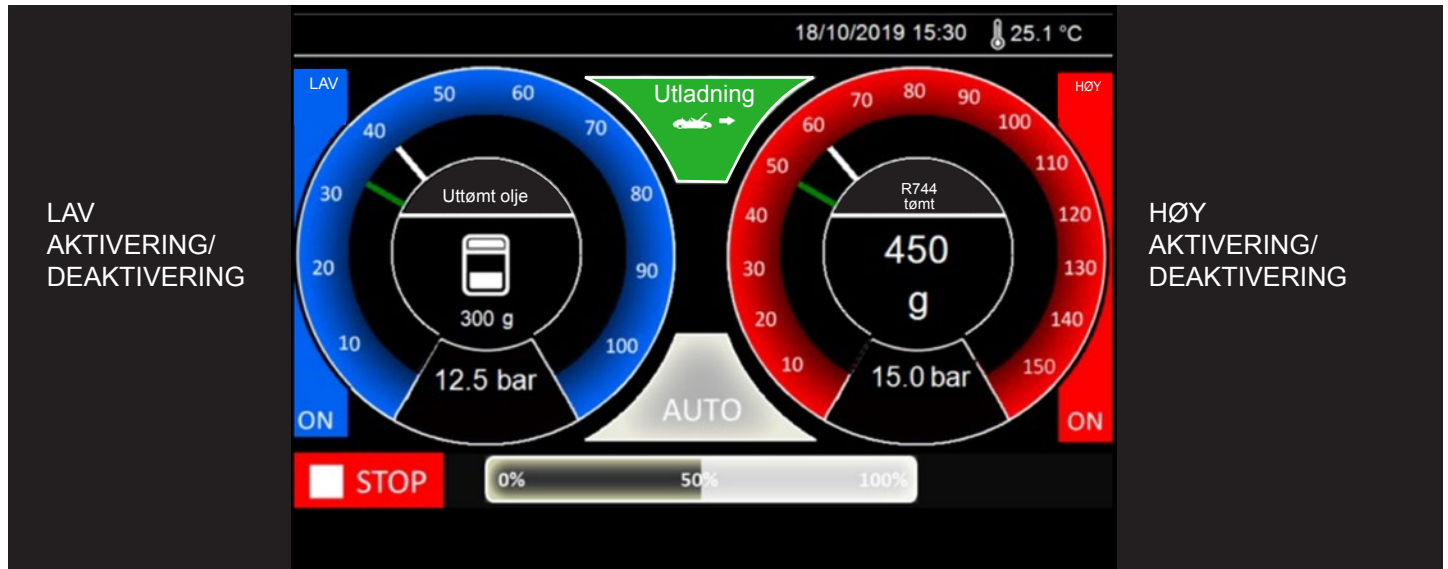 18/10/2019 15:30 25.1 °C
LAV
AKTIVERING/
DEAKTIVERING
LAV
10
20
30
40
50
60
70
80
90
100
Uttømt olje
300 g
12.5 bar
ON
Utladning
AUTO
HØY
10
20
30
40
50
60
70
80
90
100
110
120
130
140
150
R744
tømt
450
g
15.0 bar
ON
HØY
AKTIVERING/
DEAKTIVERING
STOP
0% 50% 100%